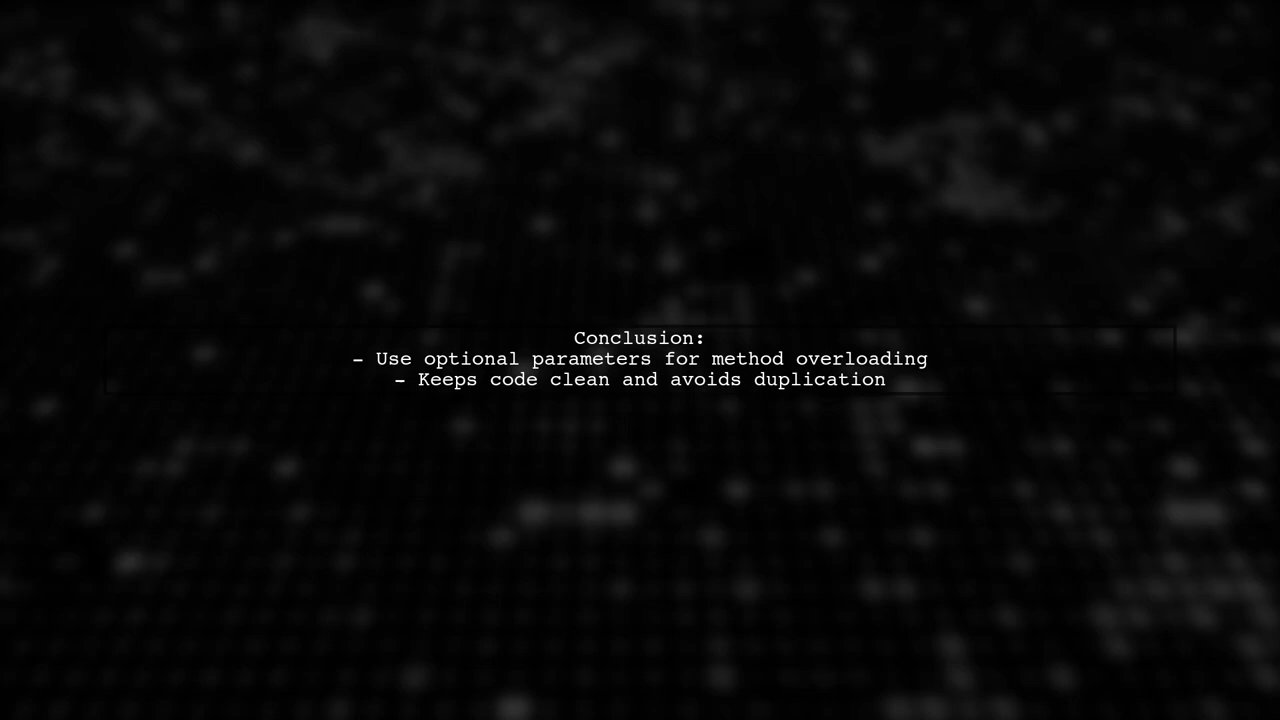 Conclusion:
- Use optional parameters for method overloading
- Keeps code clean and avoids duplication